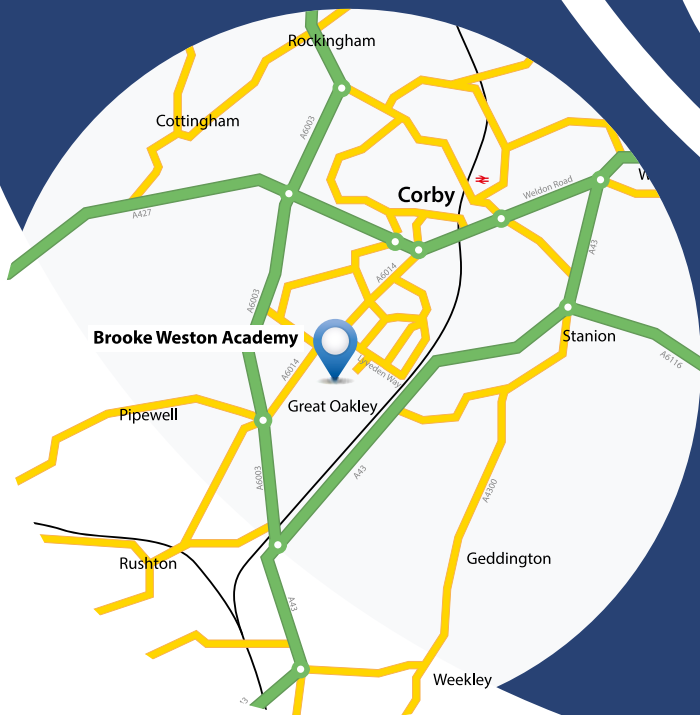 Rockingham
A6003
Cottingham
Corby
Weldon Road
A427
A43
A6014
A6003
Brooke Weston Academy
Stanion
A6116
A6014
Lyveden Way
Great Oakley
Pipewell
A6003
A43
A4300
Rushton
Geddington
A43
Weekley